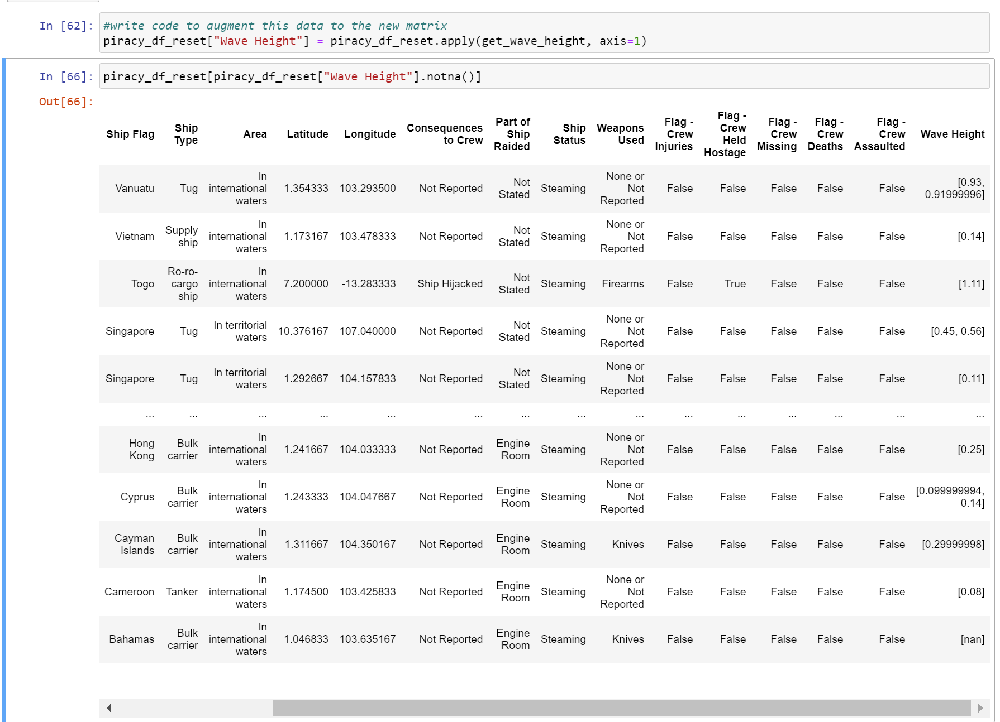 In [62]: #write code to augment this data to the new matrix
piracy_df_reset["Wave Height"] = piracy_df_reset.apply(get_wave_height, axis=1)
In [66]: piracy_df_reset[piracy_df_reset["Wave Height"].notna()]
Out[66]:
Ship Flag Ship Type Area Latitude Longitude Consequences to Crew Part of Ship Raided Ship Status Weapons Used Flag - Crew Injuries Flag - Crew Held Hostage Flag - Crew Missing Flag - Crew Deaths Flag - Crew Assaulted Wave Height
Vanuatu Tug In international waters 1.354333 103.293500 Not Reported Not Stated Steaming None or Not Reported False False False False False [0.93, 0.91999996]
Vietnam Supply ship In international waters 1.173167 103.478333 Not Reported Not Stated Steaming None or Not Reported False False False False False [0.14]
Togo Ro-ro-cargo ship In international waters 7.200000 -13.283333 Ship Hijacked Not Stated Steaming Firearms False True False False False [1.11]
Singapore Tug In territorial waters 10.376167 107.040000 Not Reported Not Stated Steaming None or Not Reported False False False False False [0.45, 0.56]
Singapore Tug In territorial waters 1.292667 104.157833 Not Reported Not Stated Steaming None or Not Reported False False False False False [0.11]
... ... ... ... ... ... ... ... ... ... ... ... ... ... ...
Hong Kong Bulk carrier In international waters 1.241667 104.033333 Not Reported Engine Room Steaming None or Not Reported False False False False False [0.25]
Cyprus Bulk carrier In international waters 1.243333 104.047667 Not Reported Engine Room Steaming None or Not Reported False False False False False [0.099999994, 0.14]
Cayman Islands Bulk carrier In international waters 1.311667 104.350167 Not Reported Engine Room Steaming Knives False False False False False [0.29999998]
Cameroon Tanker In international waters 1.174500 103.425833 Not Reported Engine Room Steaming None or Not Reported False False False False False [0.08]
Bahamas Bulk carrier In international waters 1.046833 103.635167 Not Reported Engine Room Steaming Knives False False False False False [nan]